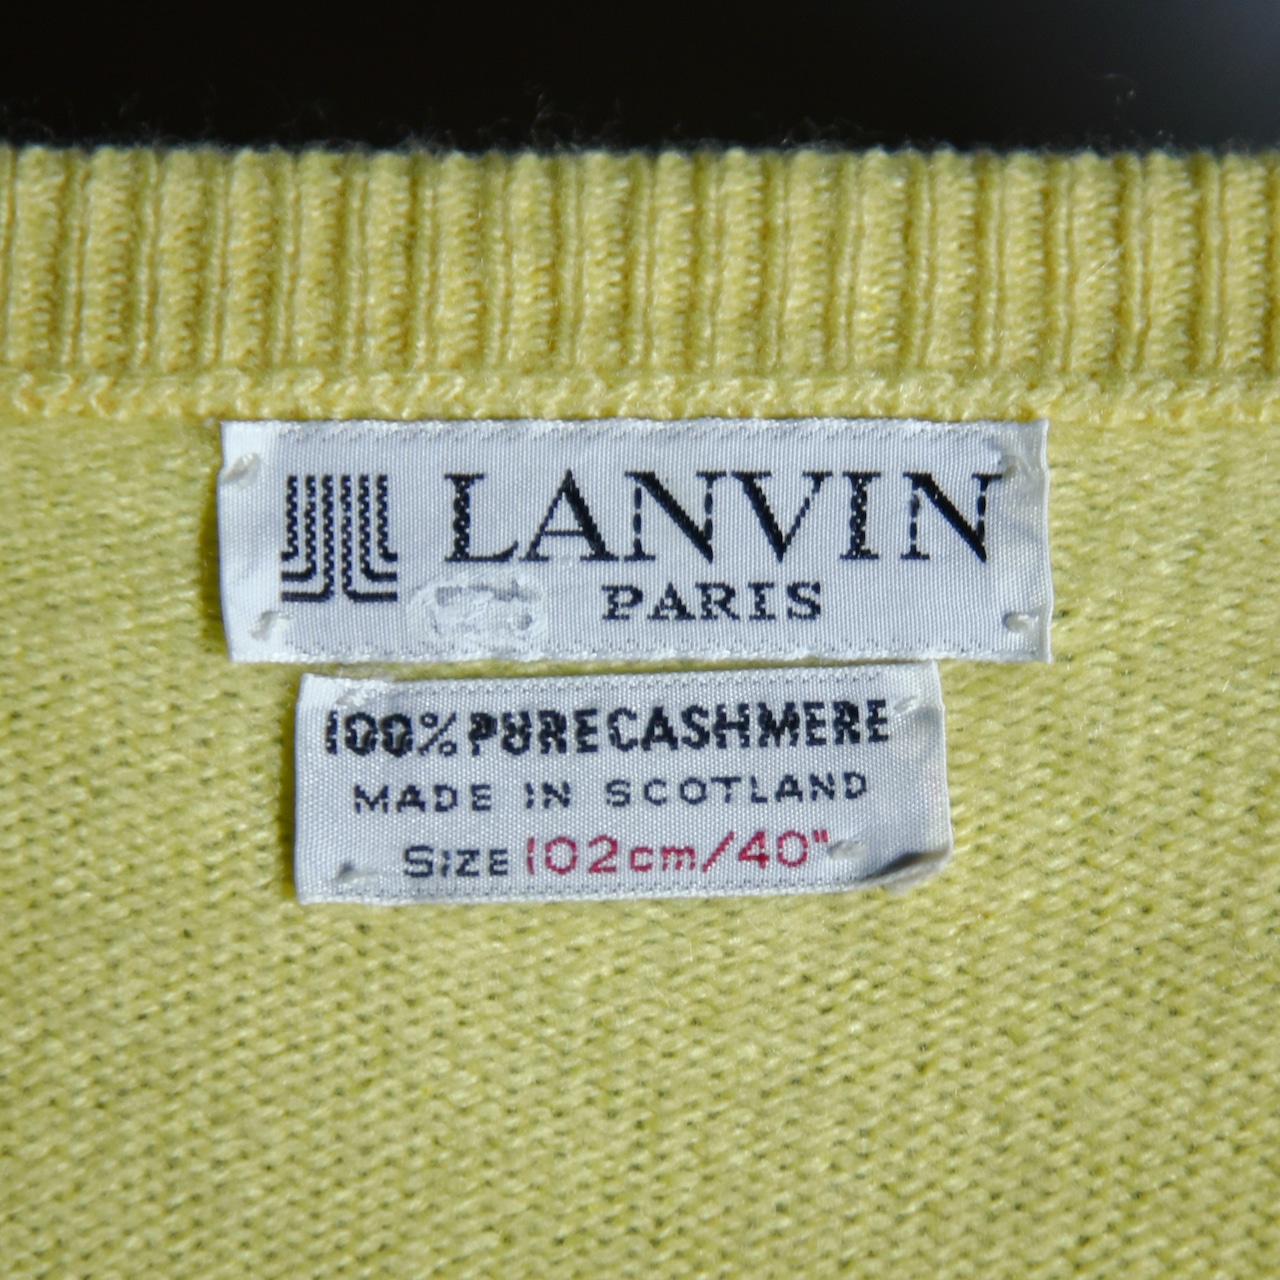 LANVIN
PARIS
100% PURE CASHMERE
MADE IN SCOTLAND
SIZE 102cm/40"